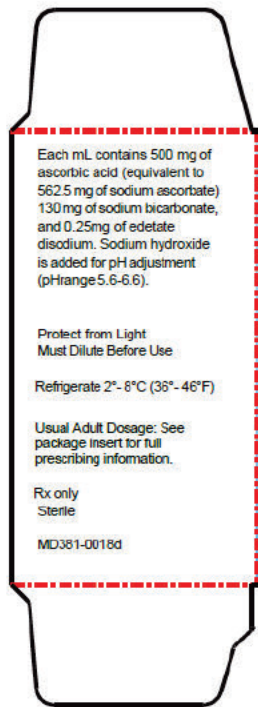 Each mL contains 500 mg of
ascorbic acid (equivalent to
562.5 mg of sodium ascorbate)
130 mg of sodium bicarbonate,
and 0.25mg of edetate
disodium. Sodium hydroxide
is added for pH adjustment
(pHrange 5.6-6.6).
Protect from Light
Must Dilute Before Use
Refrigerate 2°- 8°C (36°- 46°F)
Usual Adult Dosage: See
package insert for full
prescribing information.
Rx only
Sterile
MD381-0018d